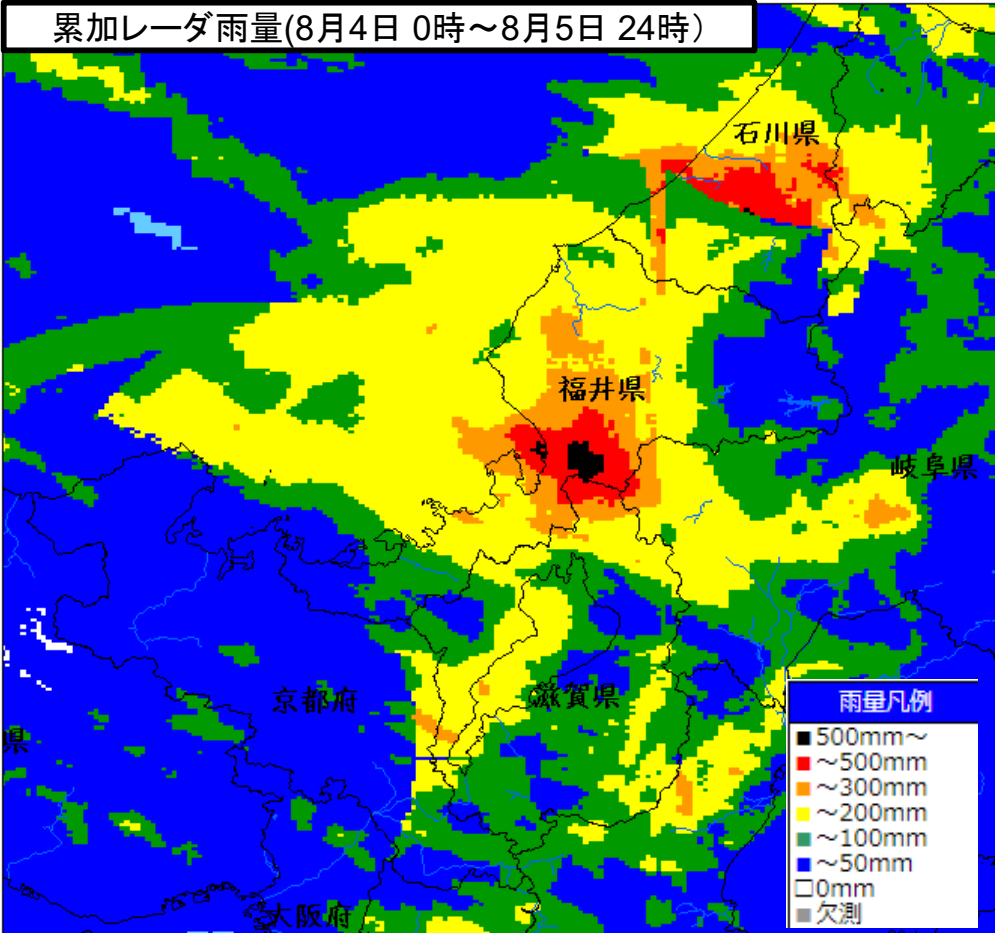 累加レーダ雨量(8月4日 0時～8月5日 24時)
石川県
福井県
岐阜県
京都府
滋賀県
県
大阪府
雨量凡例
■500mm～
■～500mm
■～300mm
■～200mm
■～100mm
■～50mm
□0mm
■欠測